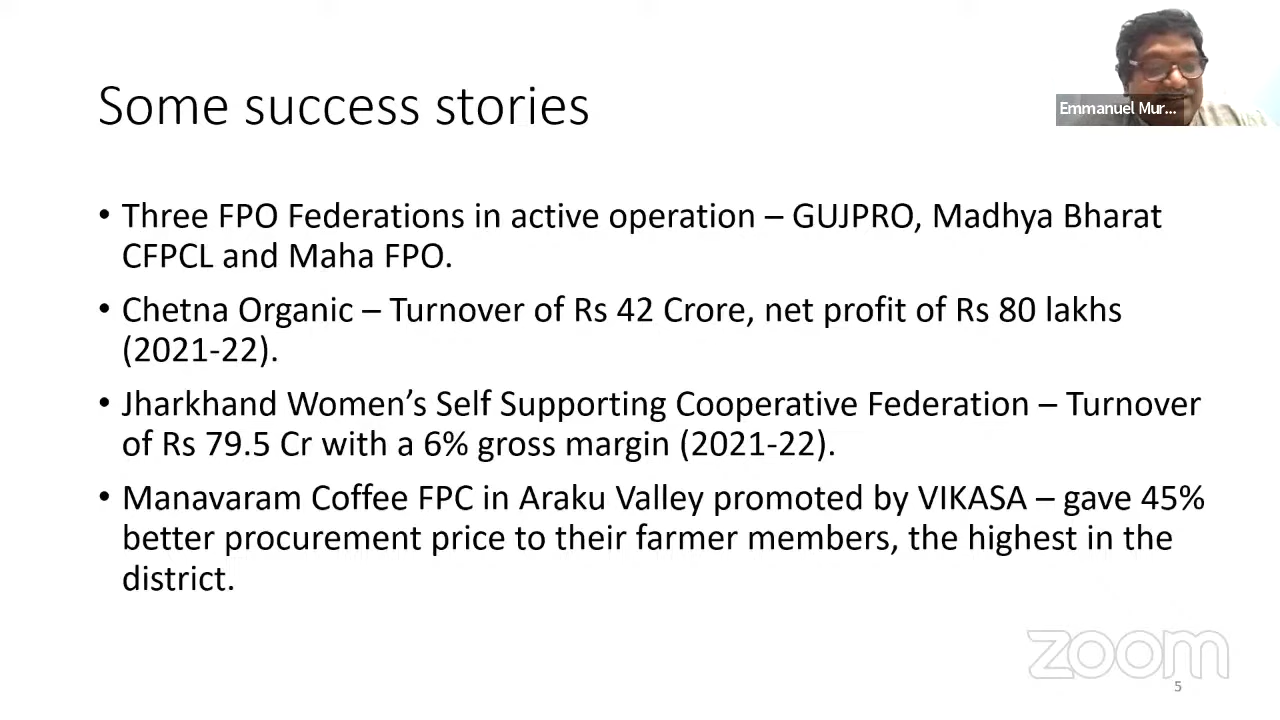 Some success stories
Emmanuel Mur...
• Three FPO Federations in active operation – GUJPRO, Madhya Bharat
CFPCL and Maha FPO.
• Chetna Organic – Turnover of Rs 42 Crore, net profit of Rs 80 lakhs
(2021-22).
• Jharkhand Women’s Self Supporting Cooperative Federation – Turnover
of Rs 79.5 Cr with a 6% gross margin (2021-22).
• Manavaram Coffee FPC in Araku Valley promoted by VIKASA – gave 45%
better procurement price to their farmer members, the highest in the
district.
zoom
5